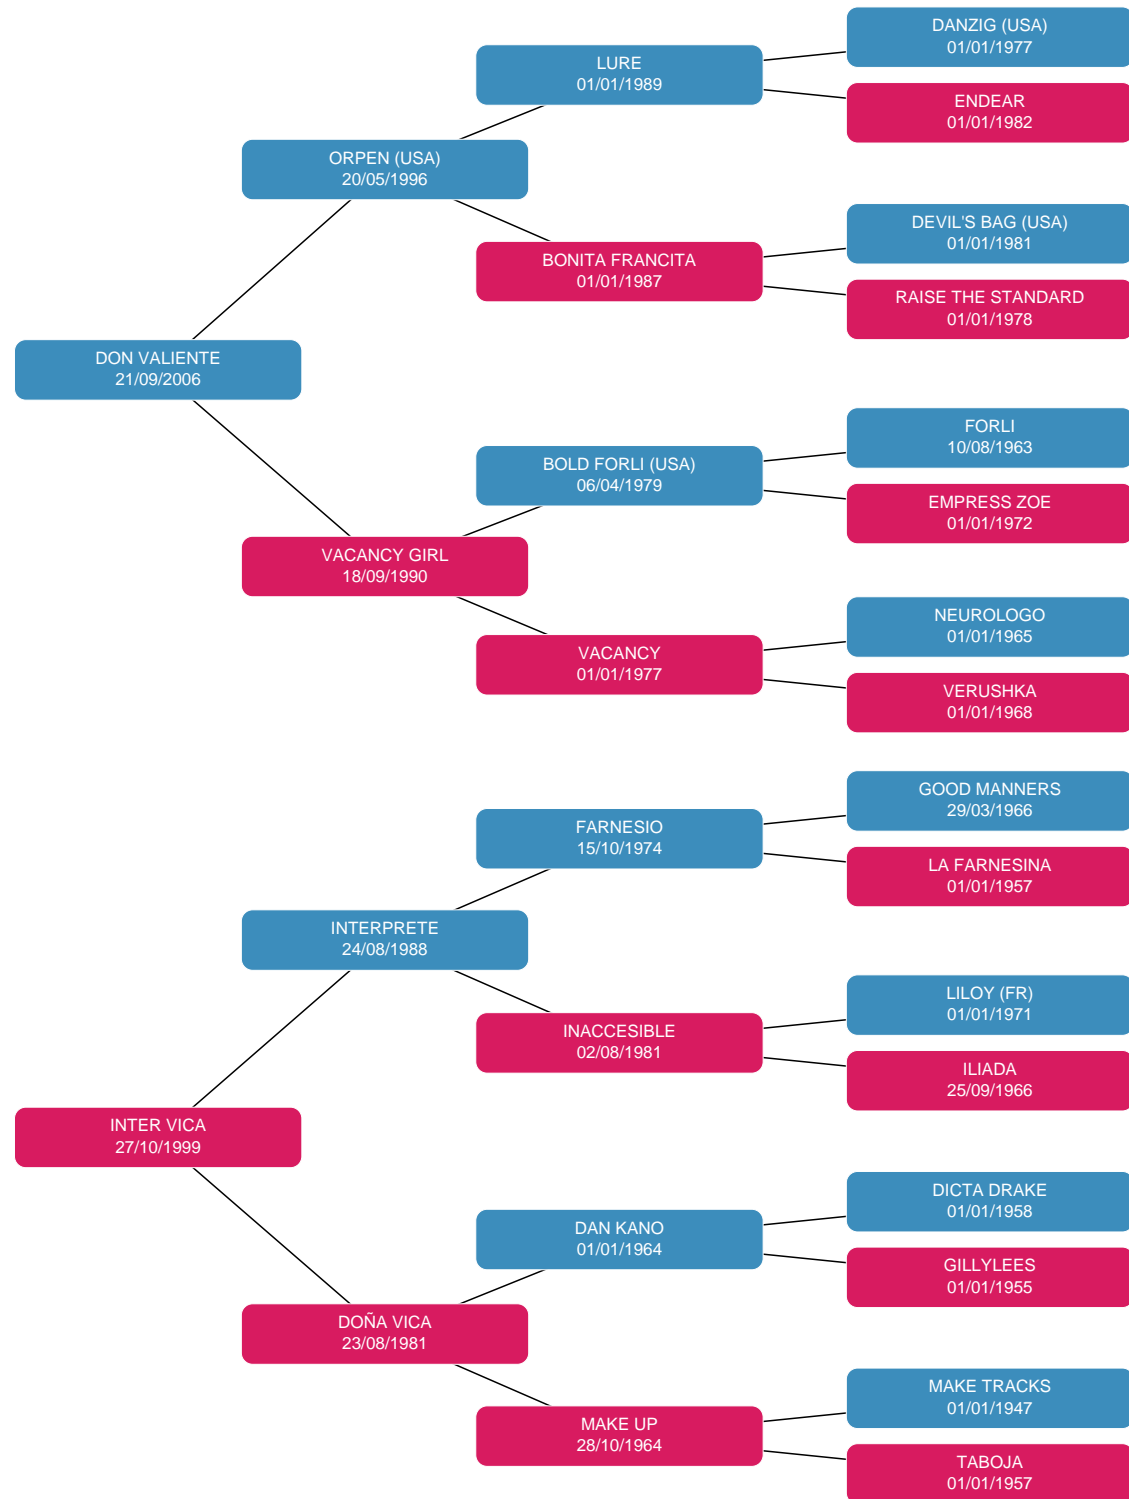 DANZIG (USA)
01/01/1977
LURE
01/01/1989
ENDEAR
01/01/1982
ORPEN (USA)
20/05/1996
DEVIL'S BAG (USA)
01/01/1981
BONITA FRANCITA
01/01/1987
RAISE THE STANDARD
01/01/1978
DON VALIENTE
21/09/2006
FORLI
10/08/1963
BOLD FORLI (USA)
06/04/1979
EMPRESS ZOE
01/01/1972
VACANCY GIRL
18/09/1990
NEUROLOGO
01/01/1965
VACANCY
01/01/1977
VERUSHKA
01/01/1968
GOOD MANNERS
29/03/1966
FARNESIO
15/10/1974
LA FARNESINA
01/01/1957
INTERPRETE
24/08/1988
LILOY (FR)
01/01/1971
INACCESIBLE
02/08/1981
ILIADA
25/09/1966
INTER VICA
27/10/1999
DICTA DRAKE
01/01/1958
DAN KANO
01/01/1964
GILLYLEES
01/01/1955
DOÑA VICA
23/08/1981
MAKE TRACKS
01/01/1947
MAKE UP
28/10/1964
TABOJA
01/01/1957